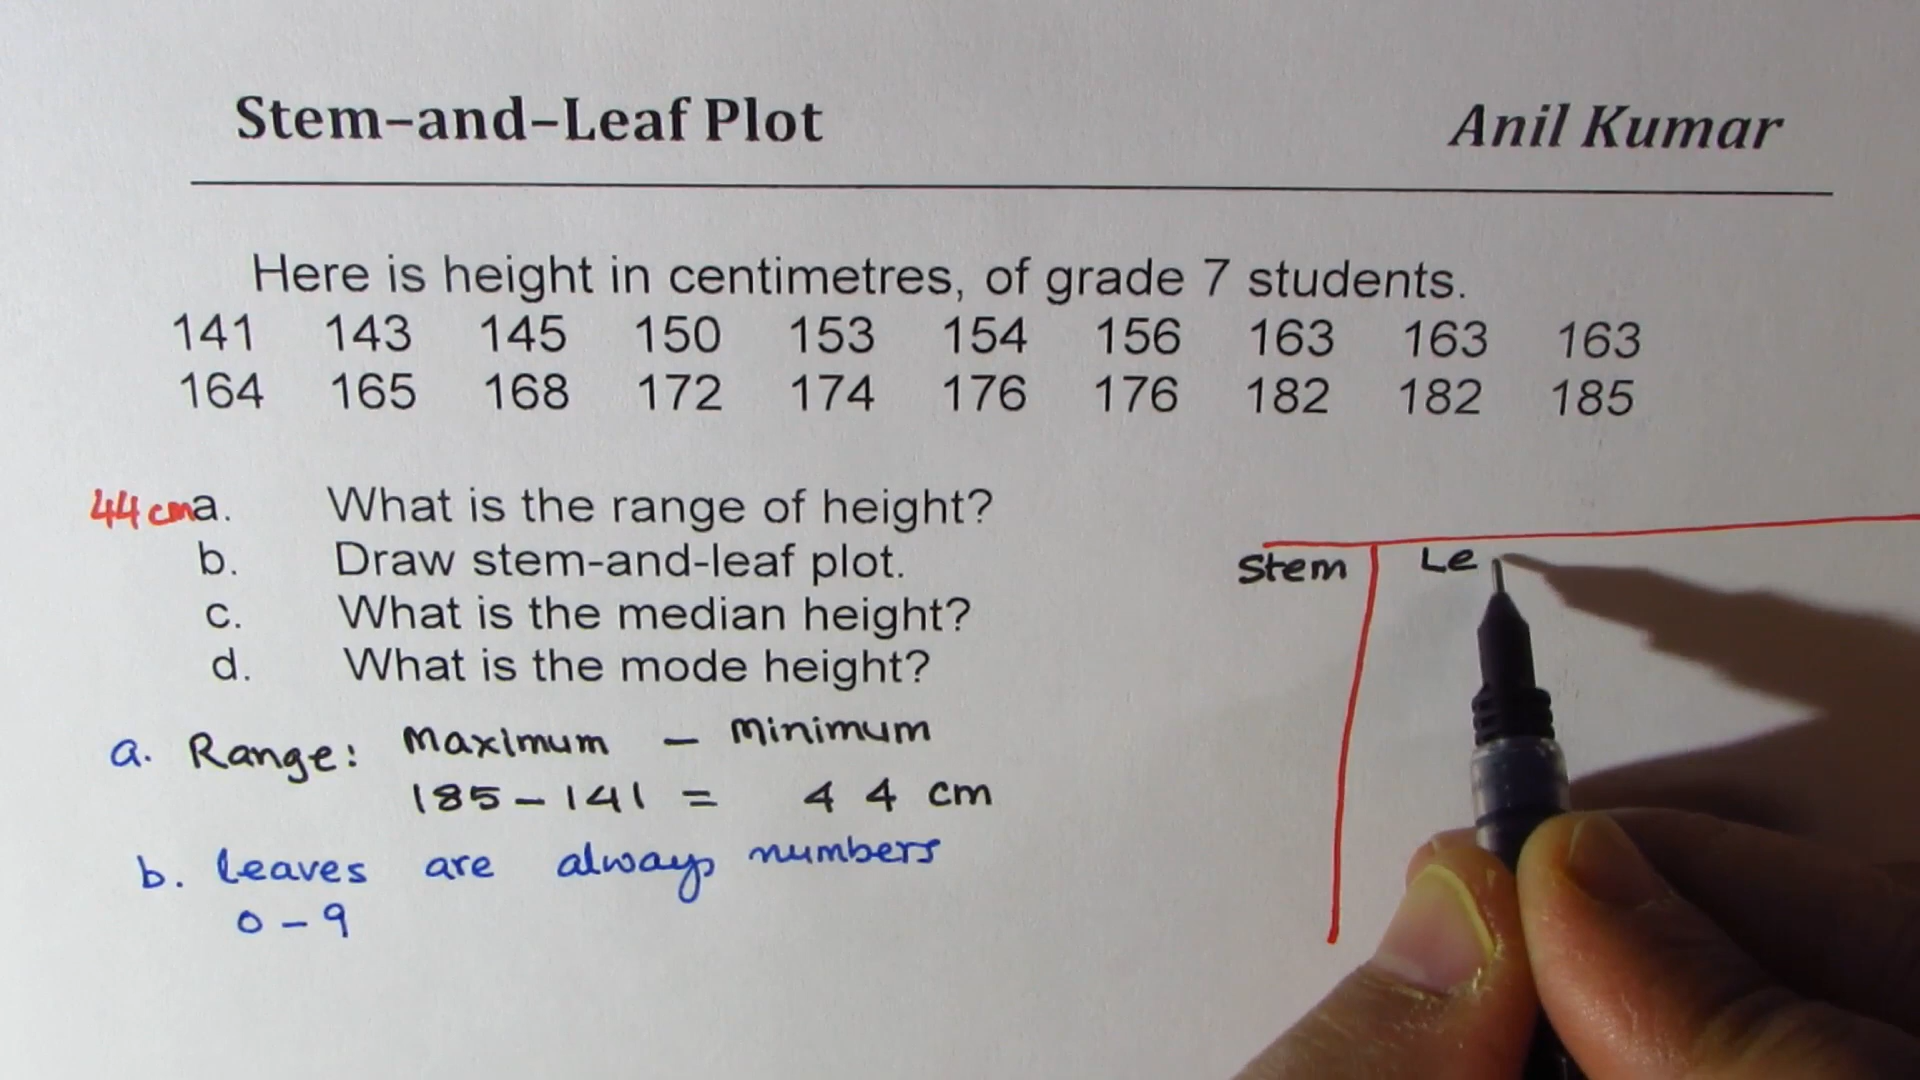 Stem–and–Leaf Plot Anil Kumar
Here is height in centimetres, of grade 7 students.
141 143 145 150 153 154 156 163 163 163
164 165 168 172 174 176 176 182 182 185
44 cm a. What is the range of height?
b. Draw stem-and-leaf plot.
c. What is the median height?
d. What is the mode height?
Stem Le
a. Range: Maximum – Minimum
185 – 141 = 44 cm
b. leaves are always numbers
0 – 9